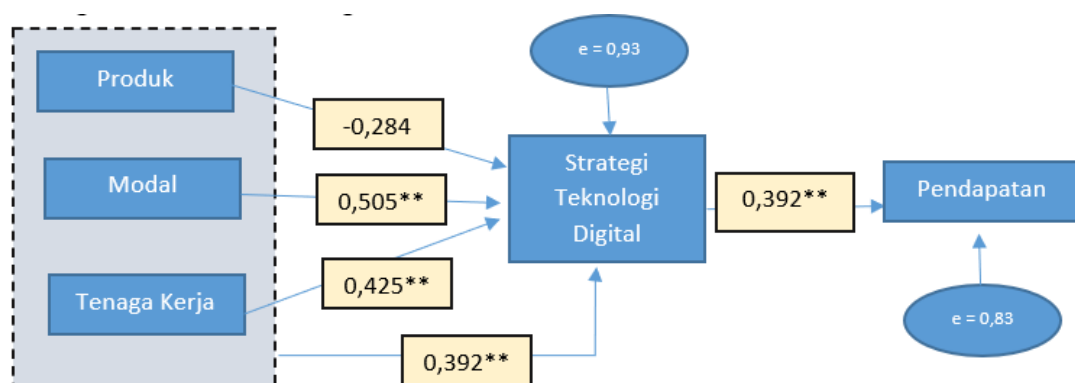 Produk
Modal
Tenaga Kerja
-0,284
0,505**
0,425**
0,392**
e = 0,93
Strategi
Teknologi
Digital
0,392**
Pendapatan
e = 0,83